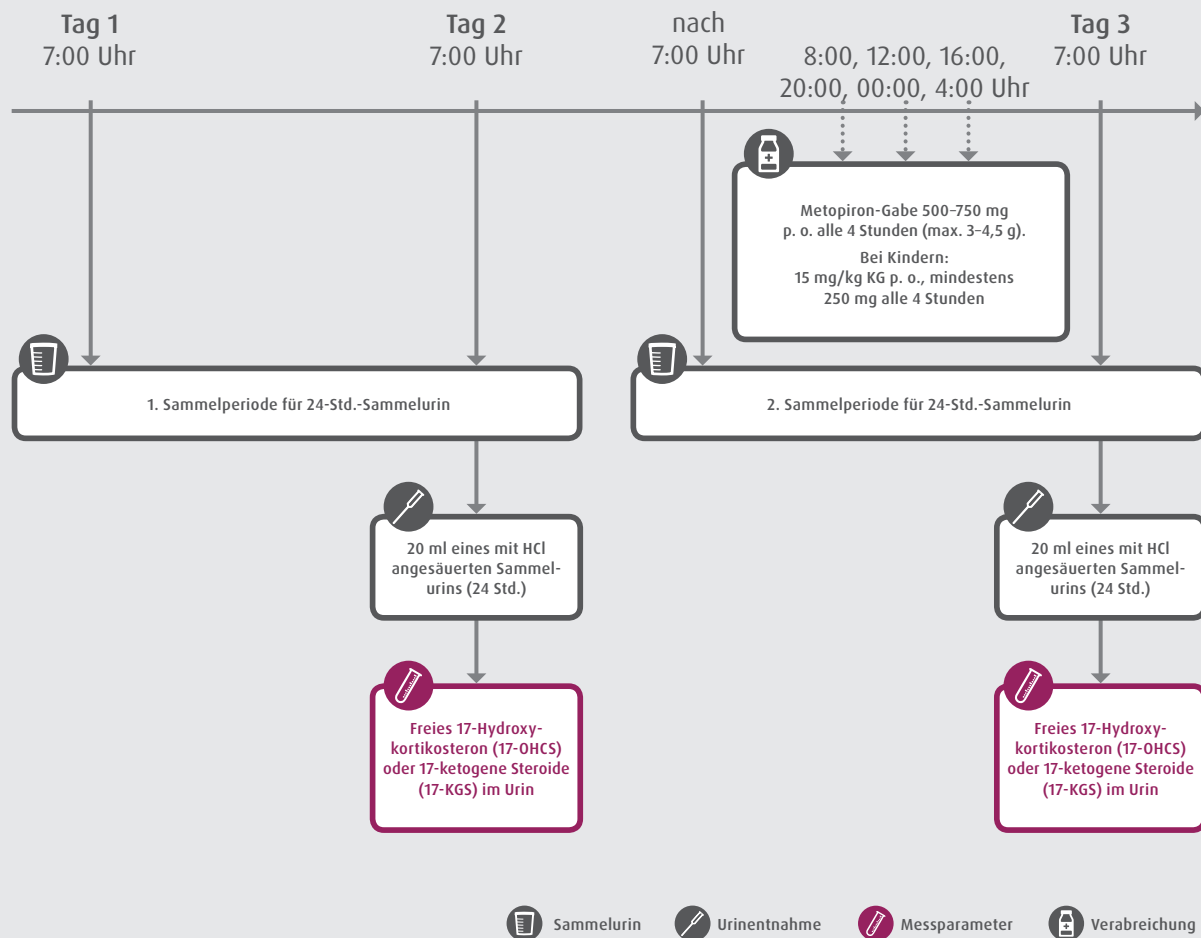 Tag 1
7:00 Uhr
Tag 2
7:00 Uhr
nach
7:00 Uhr
8:00, 12:00, 16:00,
20:00, 00:00, 4:00 Uhr
Tag 3
7:00 Uhr
Metopiron-Gabe 500–750 mg
p. o. alle 4 Stunden (max. 3–4,5 g).
Bei Kindern:
15 mg/kg KG p. o., mindestens
250 mg alle 4 Stunden
1. Sammelperiode für 24-Std.-Sammelurin
2. Sammelperiode für 24-Std.-Sammelurin
20 ml eines mit HCl
angesäuerten Sammel-
urins (24 Std.)
20 ml eines mit HCl
angesäuerten Sammel-
urins (24 Std.)
Freies 17-Hydroxy-
kortikosteron (17-OHCS)
oder 17-ketogene Steroide
(17-KGS) im Urin
Freies 17-Hydroxy-
kortikosteron (17-OHCS)
oder 17-ketogene Steroide
(17-KGS) im Urin
Sammelurin
Urinentnahme
Messparameter
Verabreichung